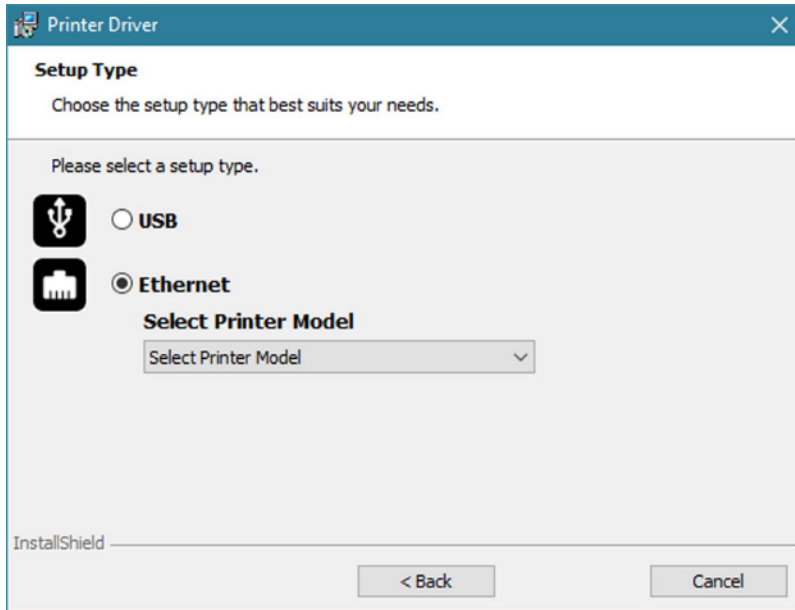 Printer Driver
Setup Type
Choose the setup type that best suits your needs.
Please select a setup type.
USB
Ethernet
Select Printer Model
Select Printer Model
InstallShield
< Back
Cancel